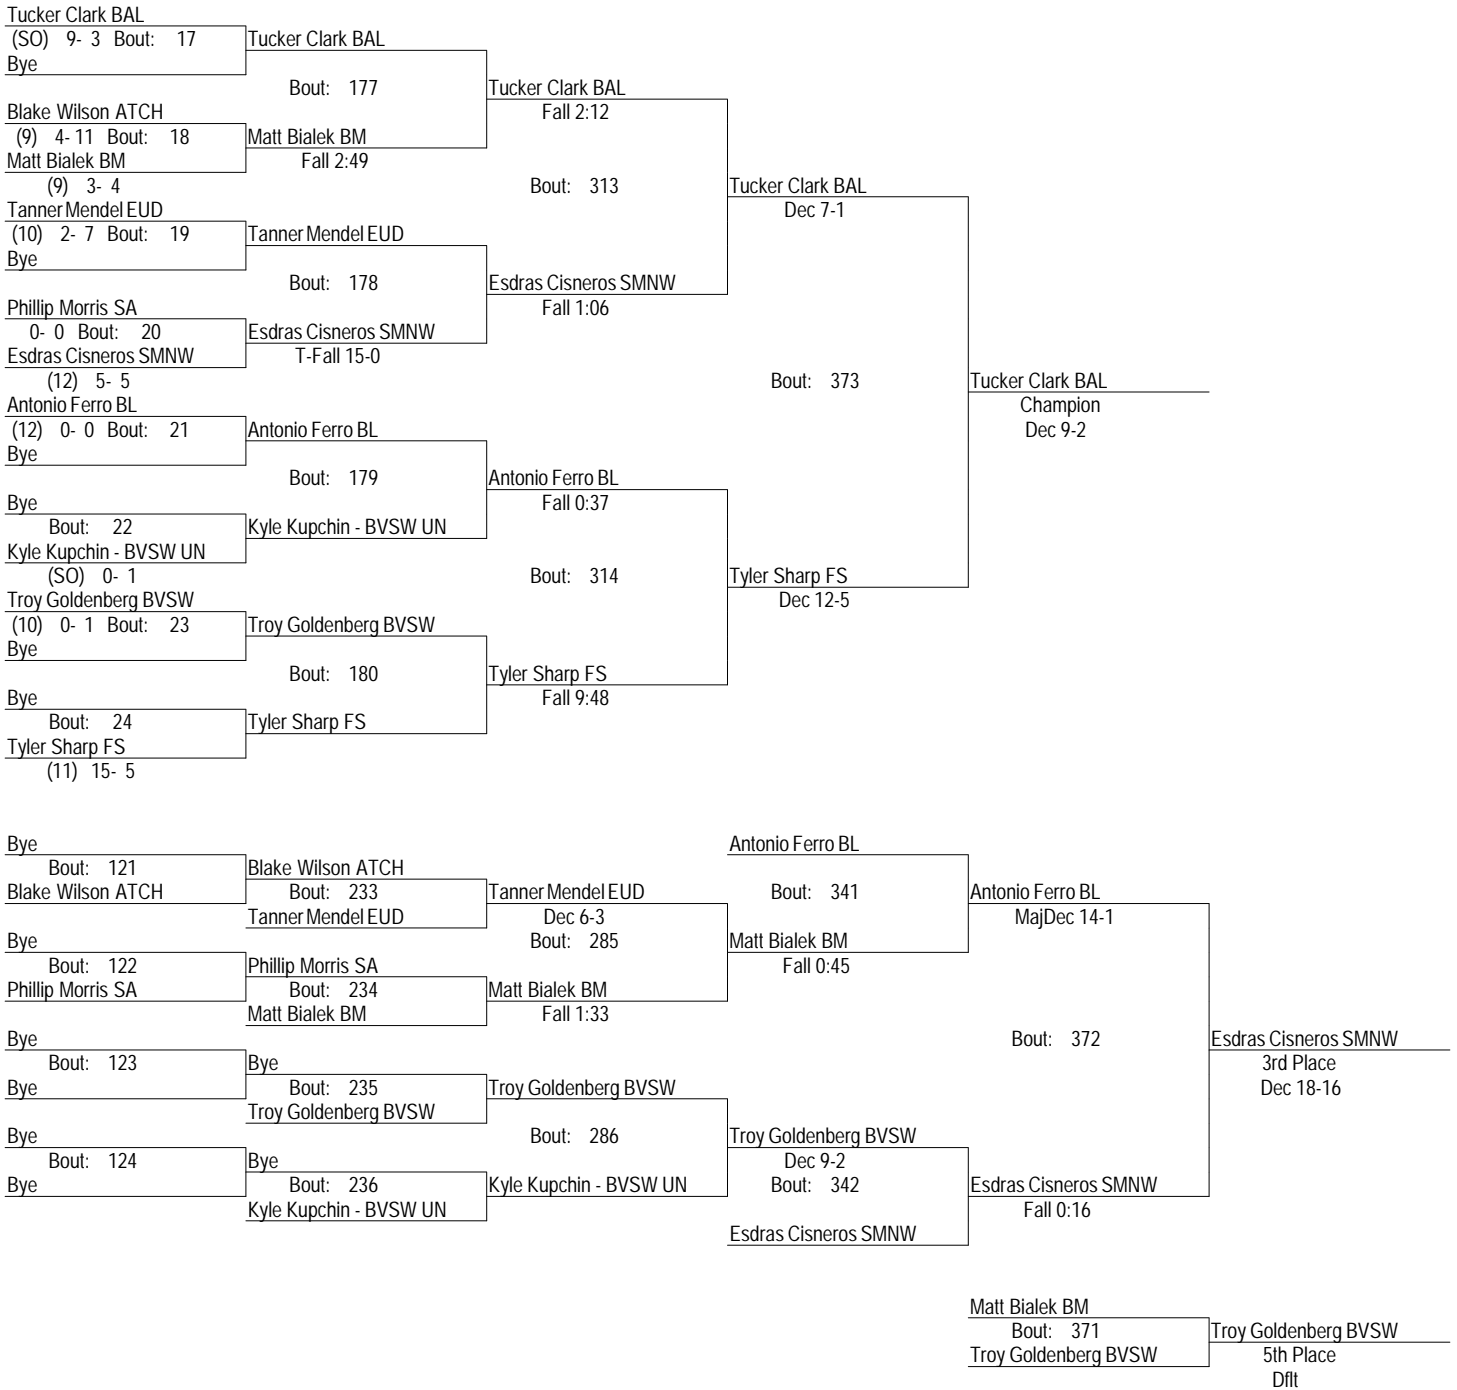 Tucker Clark BAL
(SO) 9- 3 Bout: 17 Tucker Clark BAL
Bye
Bout: 177 Tucker Clark BAL
Blake Wilson ATCH Fall 2:12
(9) 4- 11 Bout: 18 Matt Bialek BM
Matt Bialek BM Fall 2:49
(9) 3- 4 Bout: 313 Tucker Clark BAL
Tanner Mendel EUD Dec 7-1
(10) 2- 7 Bout: 19 Tanner Mendel EUD
Bye
Bout: 178 Esdras Cisneros SMNW
Phillip Morris SA Fall 1:06
0- 0 Bout: 20 Esdras Cisneros SMNW
Esdras Cisneros SMNW T-Fall 15-0
(12) 5- 5 Bout: 373 Tucker Clark BAL
Antonio Ferro BL Champion
(12) 0- 0 Bout: 21 Antonio Ferro BL Dec 9-2
Bye
Bout: 179 Antonio Ferro BL
Bye Fall 0:37
Bout: 22 Kyle Kupchin - BVSW UN
Kyle Kupchin - BVSW UN
(SO) 0- 1 Bout: 314 Tyler Sharp FS
Troy Goldenberg BVSW Dec 12-5
(10) 0- 1 Bout: 23 Troy Goldenberg BVSW
Bye
Bout: 180 Tyler Sharp FS
Bye Fall 9:48
Bout: 24 Tyler Sharp FS
Tyler Sharp FS
(11) 15- 5
Bye Antonio Ferro BL
Bout: 121 Blake Wilson ATCH
Blake Wilson ATCH Bout: 233 Tanner Mendel EUD Bout: 341 Antonio Ferro BL
Tanner Mendel EUD Dec 6-3 MajDec 14-1
Bye Bout: 285 Matt Bialek BM
Bout: 122 Phillip Morris SA Fall 0:45
Phillip Morris SA Bout: 234 Matt Bialek BM
Matt Bialek BM Fall 1:33
Bye Bout: 372 Esdras Cisneros SMNW
Bout: 123 Bye 3rd Place
Bye Bout: 235 Troy Goldenberg BVSW Dec 18-16
Troy Goldenberg BVSW
Bye Bout: 286 Troy Goldenberg BVSW
Bout: 124 Bye Dec 9-2
Bye Bout: 236 Kyle Kupchin - BVSW UN Bout: 342 Esdras Cisneros SMNW
Kyle Kupchin - BVSW UN Fall 0:16
Esdras Cisneros SMNW
Matt Bialek BM
Bout: 371 Troy Goldenberg BVSW
Troy Goldenberg BVSW 5th Place
Dflt